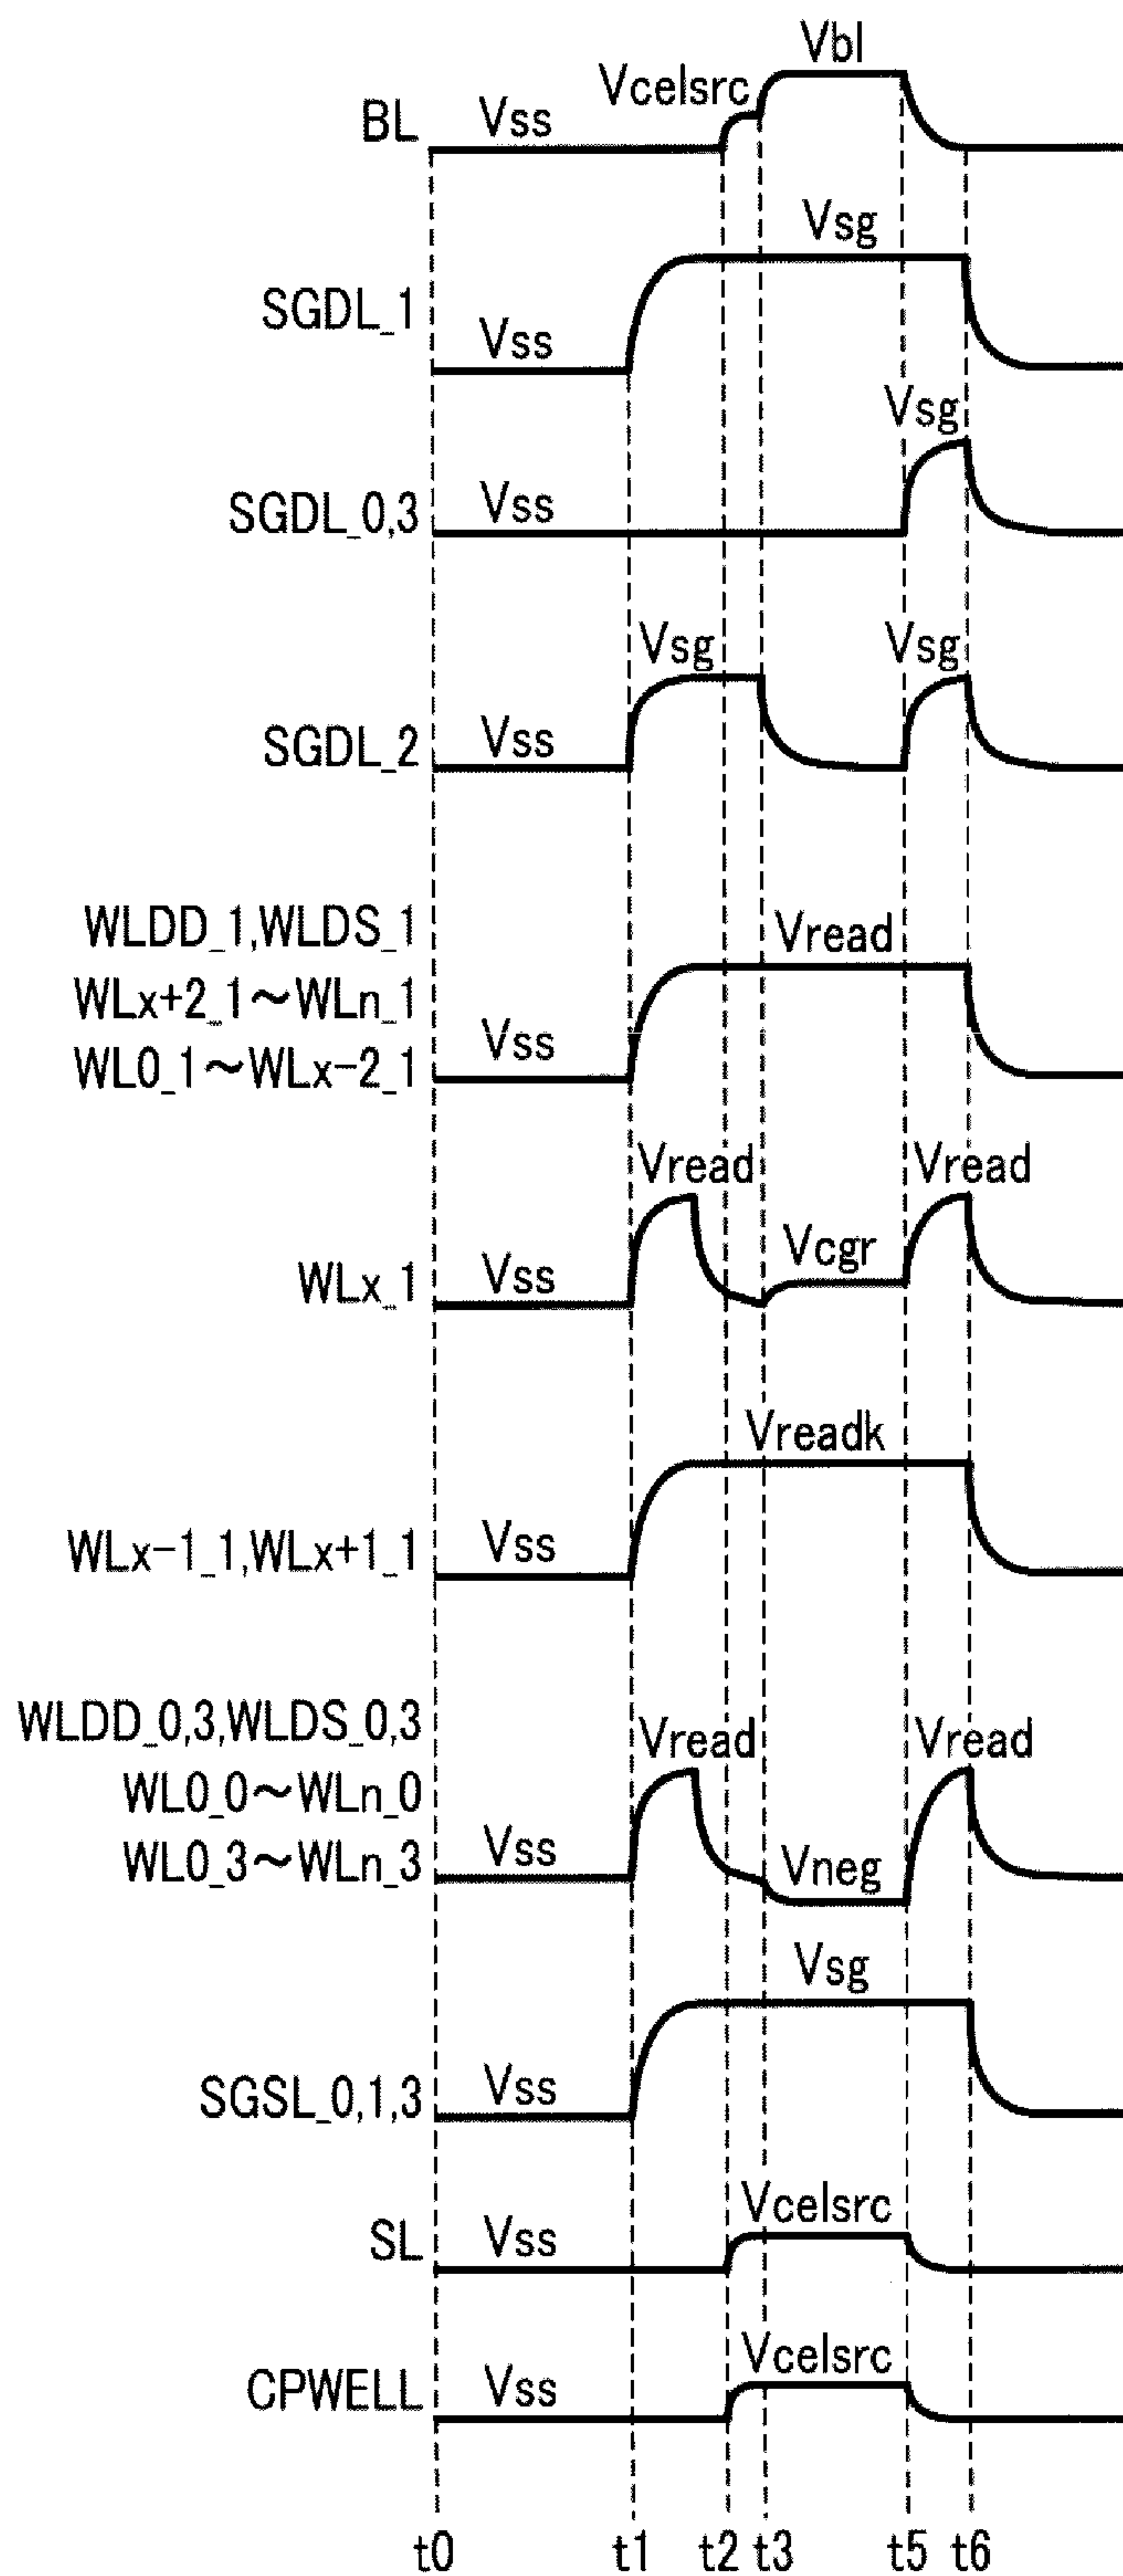 Vbl
Vcelsrc
BL Vss
Vsg
SGDL_1
Vss
Vsg
SGDL_0,3 Vss
Vsg Vsg
SGDL_2 Vss
WLDD_1,WLDS_1 Vread
WLx+2_1~WLn_1
WL0_1~WLx-2_1 Vss
Vread Vread
WLx_1 Vss Vcgr
Vreadk
WLx-1_1,WLx+1_1 Vss
WLDD_0,3,WLDS_0,3 Vread Vread
WL0_0~WLn_0
WL0_3~WLn_3 Vss Vneg
Vsg
SGSL_0,1,3 Vss
Vcelsrc
SL Vss
Vcelsrc
CPWELL Vss
t0 t1 t2 t3 t5 t6